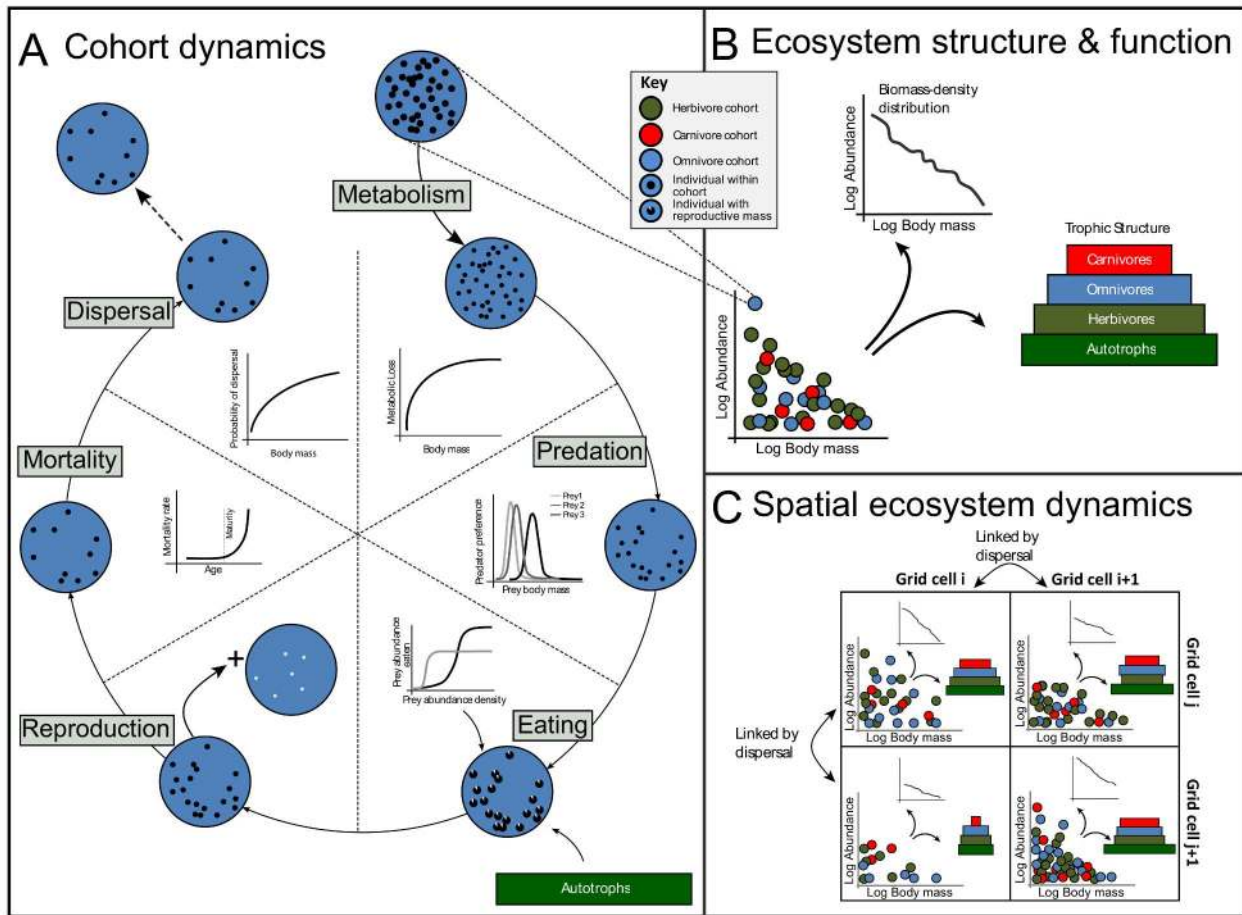 A Cohort dynamics
Metabolism
Dispersal
Probability of dispersal
Body mass
Metabolic Loss
Body mass
Mortality
Mortality rate
Maturity
Age
Predation
Prey1
Prey 2
Prey 3
Predator preference
Prey body mass
Prey abundance
eaten
Prey abundance density
+
Reproduction
Eating
Autotrophs
Key
Herbivore cohort
Carnivore cohort
Omnivore cohort
Individual within
cohort
Individual with
reproductive mass
B Ecosystem structure & function
Biomass-density
distribution
Log Abundance
Log Body mass
Trophic Structure
Carnivores
Omnivores
Herbivores
Autotrophs
Log Abundance
Log Body mass
C Spatial ecosystem dynamics
Linked by
dispersal
Grid cell i
Grid cell i+1
Grid cell j
Log Abundance
Log Body mass
Log Abundance
Log Body mass
Linked by
dispersal
Grid cell j+1
Log Abundance
Log Body mass
Log Abundance
Log Body mass